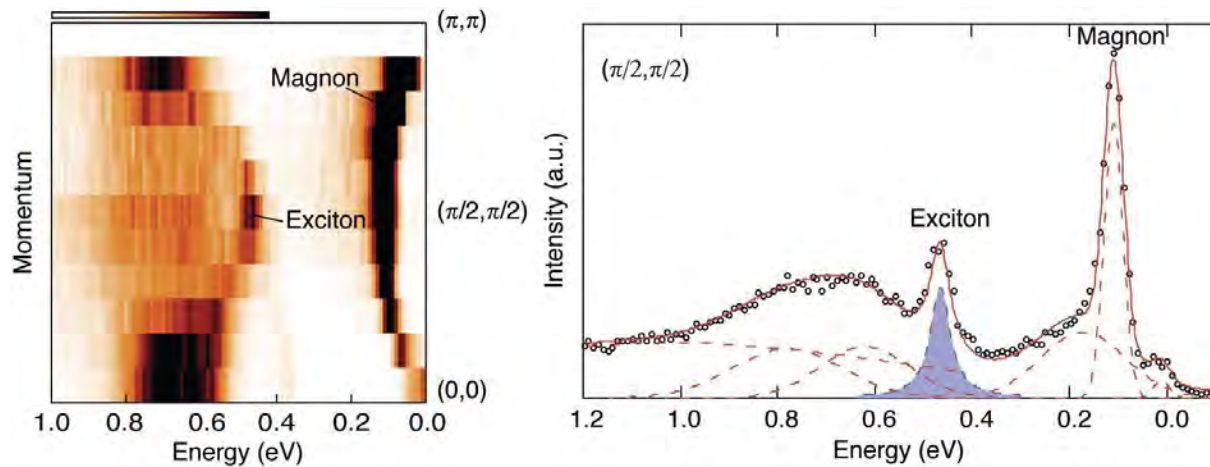 (π,π)
Magnon
Exciton
(π/2,π/2)
(0,0)
Momentum
1.0 0.8 0.6 0.4 0.2 0.0
Energy (eV)
(π/2,π/2)
Magnon
Exciton
Intensity (a.u.)
1.2 1.0 0.8 0.6 0.4 0.2 0.0
Energy (eV)